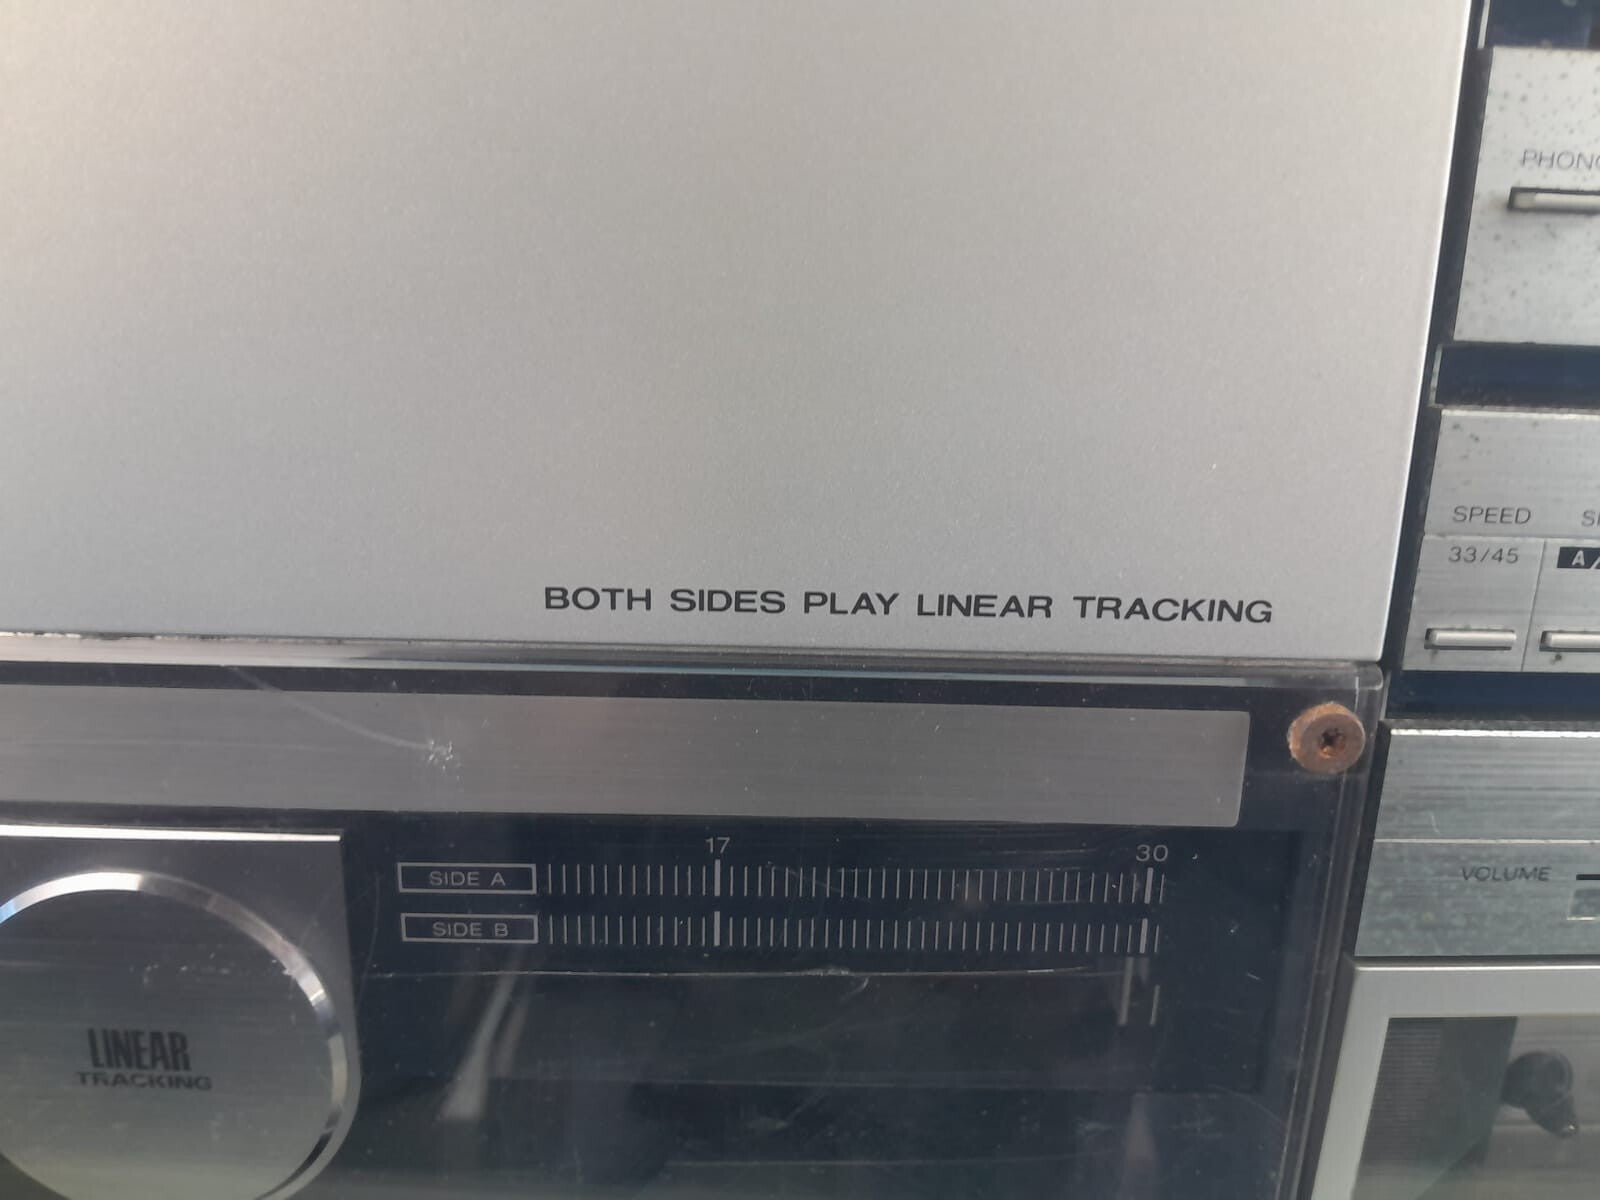 PHONO
SPEED
33/45
A/
BOTH SIDES PLAY LINEAR TRACKING
17
30
SIDE A
SIDE B
VOLUME
LINEAR
TRACKING